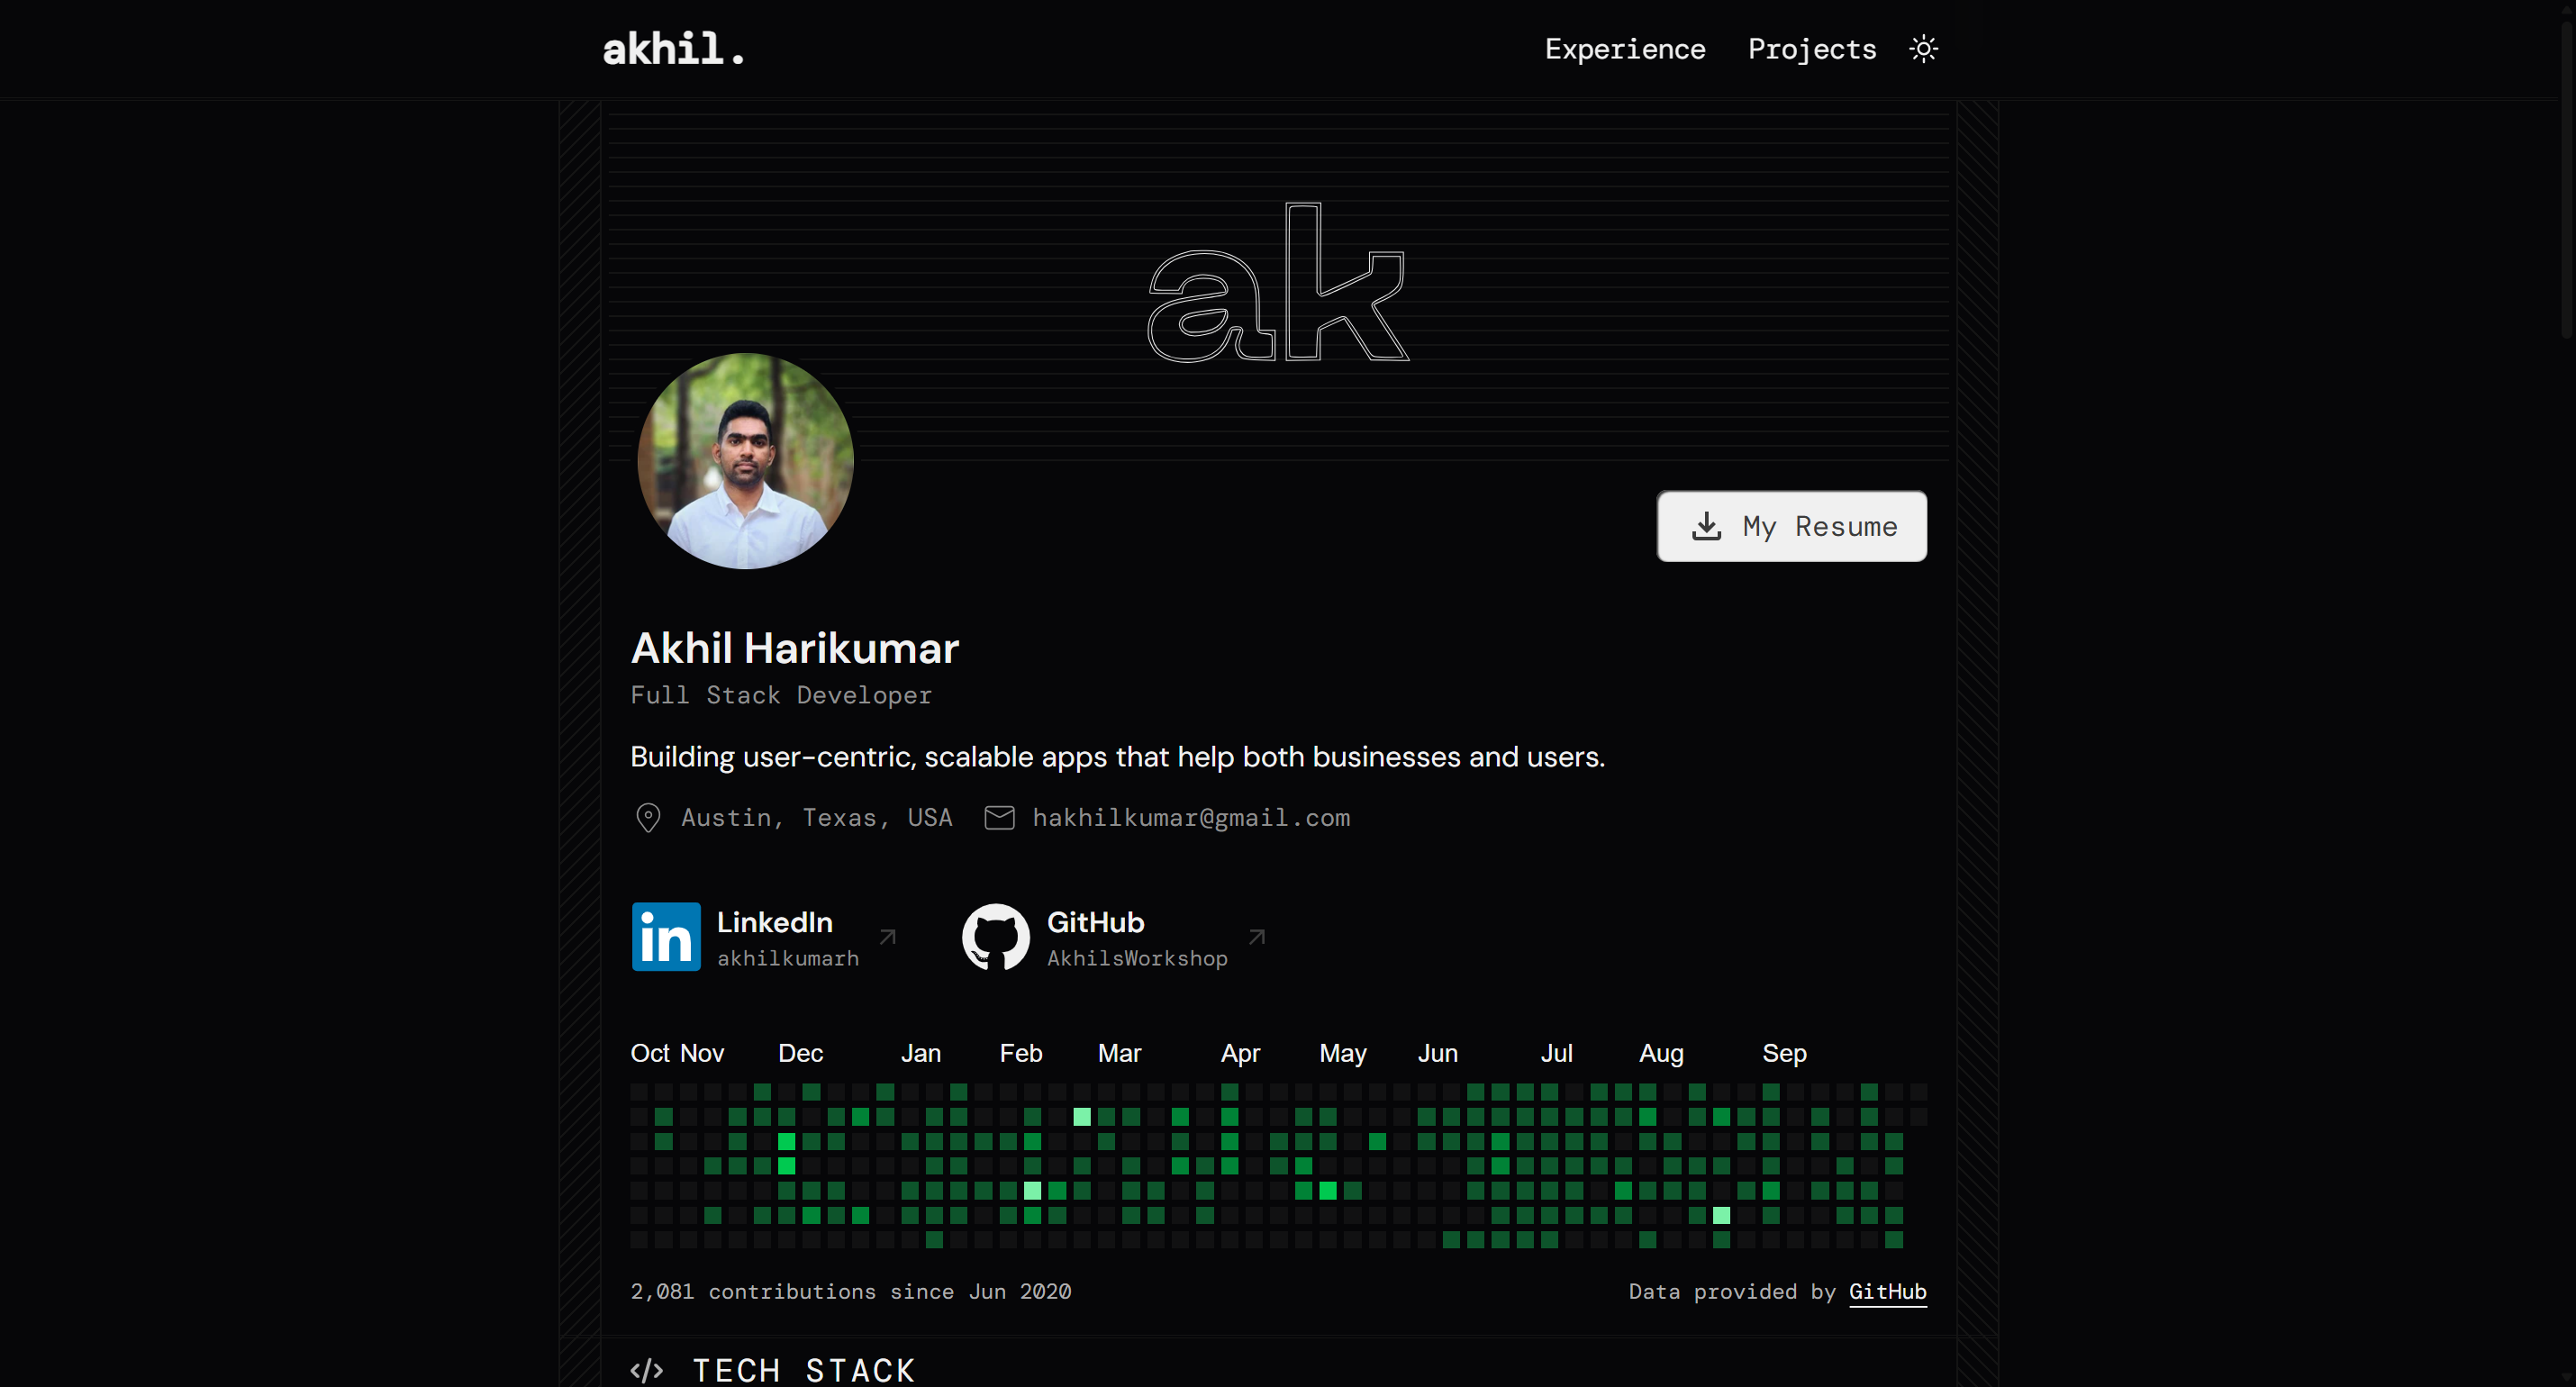 akhil.
Experience Projects
ak
My Resume
Akhil Harikumar
Full Stack Developer
Building user-centric, scalable apps that help both businesses and users.
Austin, Texas, USA hakhilkumar@gmail.com
in LinkedIn GitHub
akhilkumarh AkhilsWorkshop
Oct Nov Dec Jan Feb Mar Apr May Jun Jul Aug Sep
2,081 contributions since Jun 2020 Data provided by GitHub
</> TECH STACK